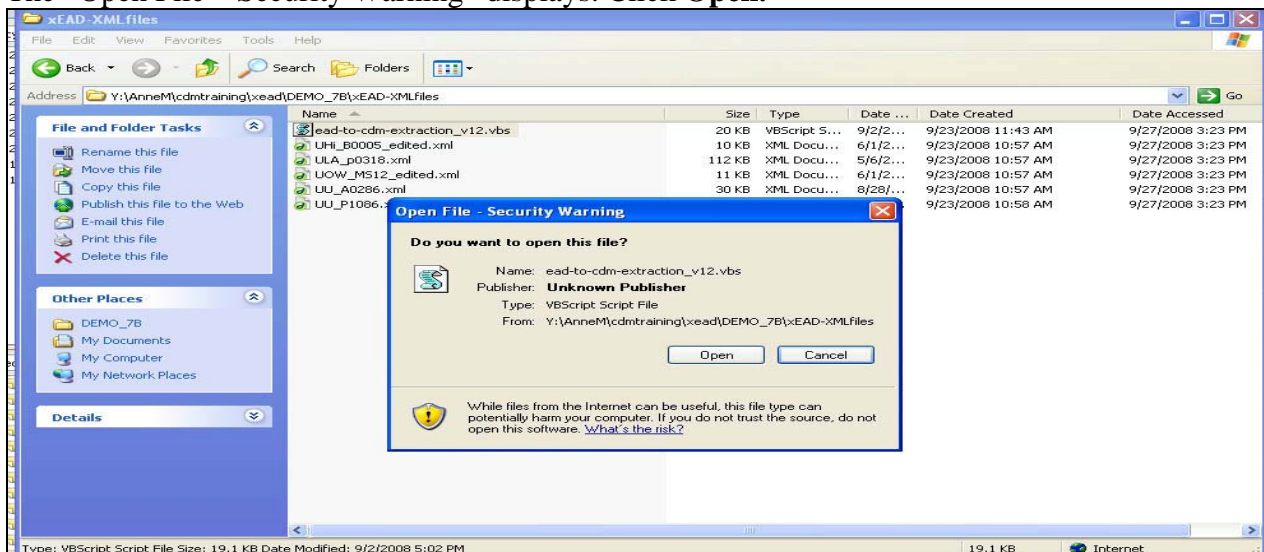 The "Open File – Security Warning" displays. Click Open.
xEAD-XMLfiles
File Edit View Favorites Tools Help
Back Search Folders
Address Y:\AnneM\cdmtraining\xead\DEMO_7B\xEAD-XMLfiles Go
File and Folder Tasks
Rename this file
Move this file
Copy this file
Publish this file to the Web
E-mail this file
Print this file
Delete this file
Other Places
DEMO_7B
My Documents
My Computer
My Network Places
Details
Name Size Type Date ... Date Created Date Accessed
ead-to-cdm-extraction_v12.vbs 20 KB VBScript S... 9/2/2... 9/23/2008 11:43 AM 9/27/2008 3:23 PM
UHi_B0005_edited.xml 10 KB XML Docu... 6/1/2... 9/23/2008 10:57 AM 9/27/2008 3:23 PM
ULA_p0318.xml 112 KB XML Docu... 5/6/2... 9/23/2008 10:57 AM 9/27/2008 3:23 PM
UOW_MS12_edited.xml 11 KB XML Docu... 6/1/2... 9/23/2008 10:57 AM 9/27/2008 3:23 PM
UU_A0286.xml 30 KB XML Docu... 8/28/... 9/23/2008 10:57 AM 9/27/2008 3:23 PM
UU_P1086. 9/23/2008 10:58 AM 9/27/2008 3:23 PM
Open File - Security Warning
Do you want to open this file?
Name: ead-to-cdm-extraction_v12.vbs
Publisher: Unknown Publisher
Type: VBScript Script File
From: Y:\AnneM\cdmtraining\xead\DEMO_7B\xEAD-XMLfiles
Open Cancel
While files from the Internet can be useful, this file type can
potentially harm your computer. If you do not trust the source, do not
open this software. What's the risk?
Type: VBScript Script File Size: 19.1 KB Date Modified: 9/2/2008 5:02 PM 19.1 KB Internet